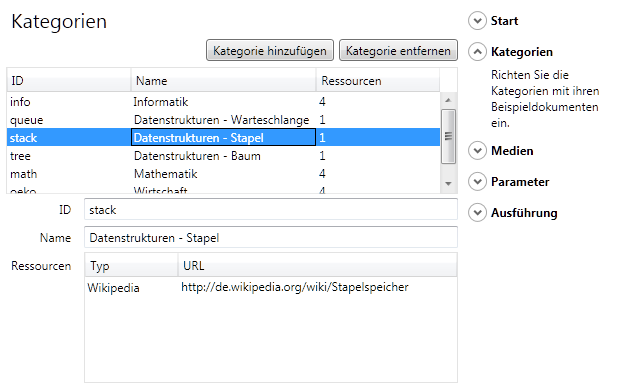 Kategorien
Kategorie hinzufügen Kategorie entfernen
ID Name Ressourcen
info Informatik 4
queue Datenstrukturen - Warteschlange 1
stack Datenstrukturen - Stapel 1
tree Datenstrukturen - Baum 1
math Mathematik 4
oeko Wirtschaft 4
ID stack
Name Datenstrukturen - Stapel
Ressourcen Typ URL
Wikipedia http://de.wikipedia.org/wiki/Stapelspeicher
Start
Kategorien
Richten Sie die
Kategorien mit ihren
Beispieldokumenten
ein.
Medien
Parameter
Ausführung